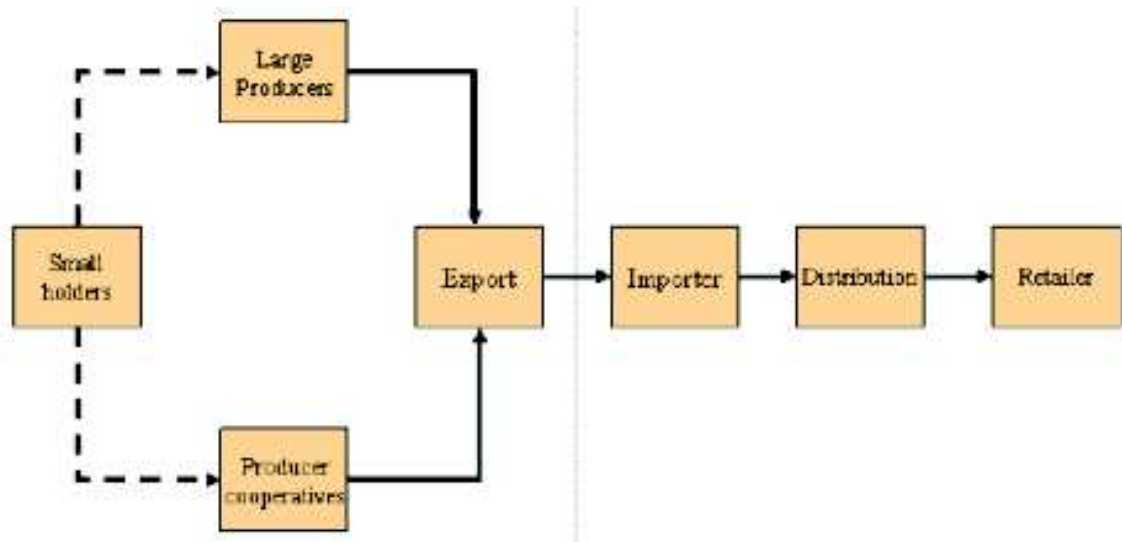 Large
Producers
Small
holders
Export
Importer
Distribution
Retailer
Producer
cooperatives